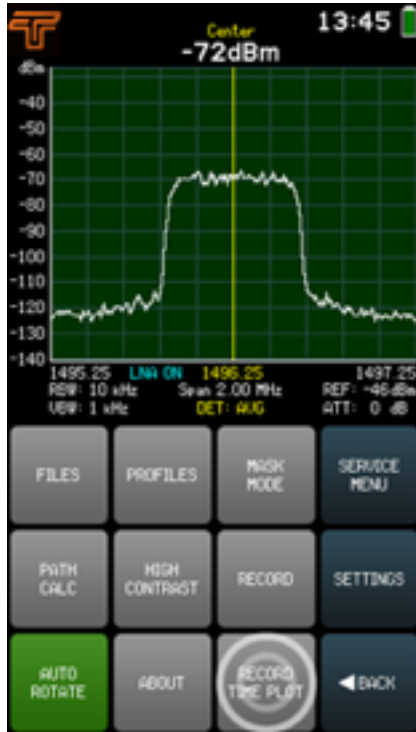 Center
13:45
-72dBm
dBm
-40
-50
-60
-70
-80
-90
-100
-110
-120
-130
-140
1495.25 LNA ON 1496.25 1497.25
RBW: 10 kHz Span 2.00 MHz REF: -46dBm
VBW: 1 kHz DET: AVG ATT: 0 dB
FILES
PROFILES
MASK
MODE
SERVICE
MENU
PATH
CALC
HIGH
CONTRAST
RECORD
SETTINGS
AUTO
ROTATE
ABOUT
RECORD
TIME PLOT
BACK